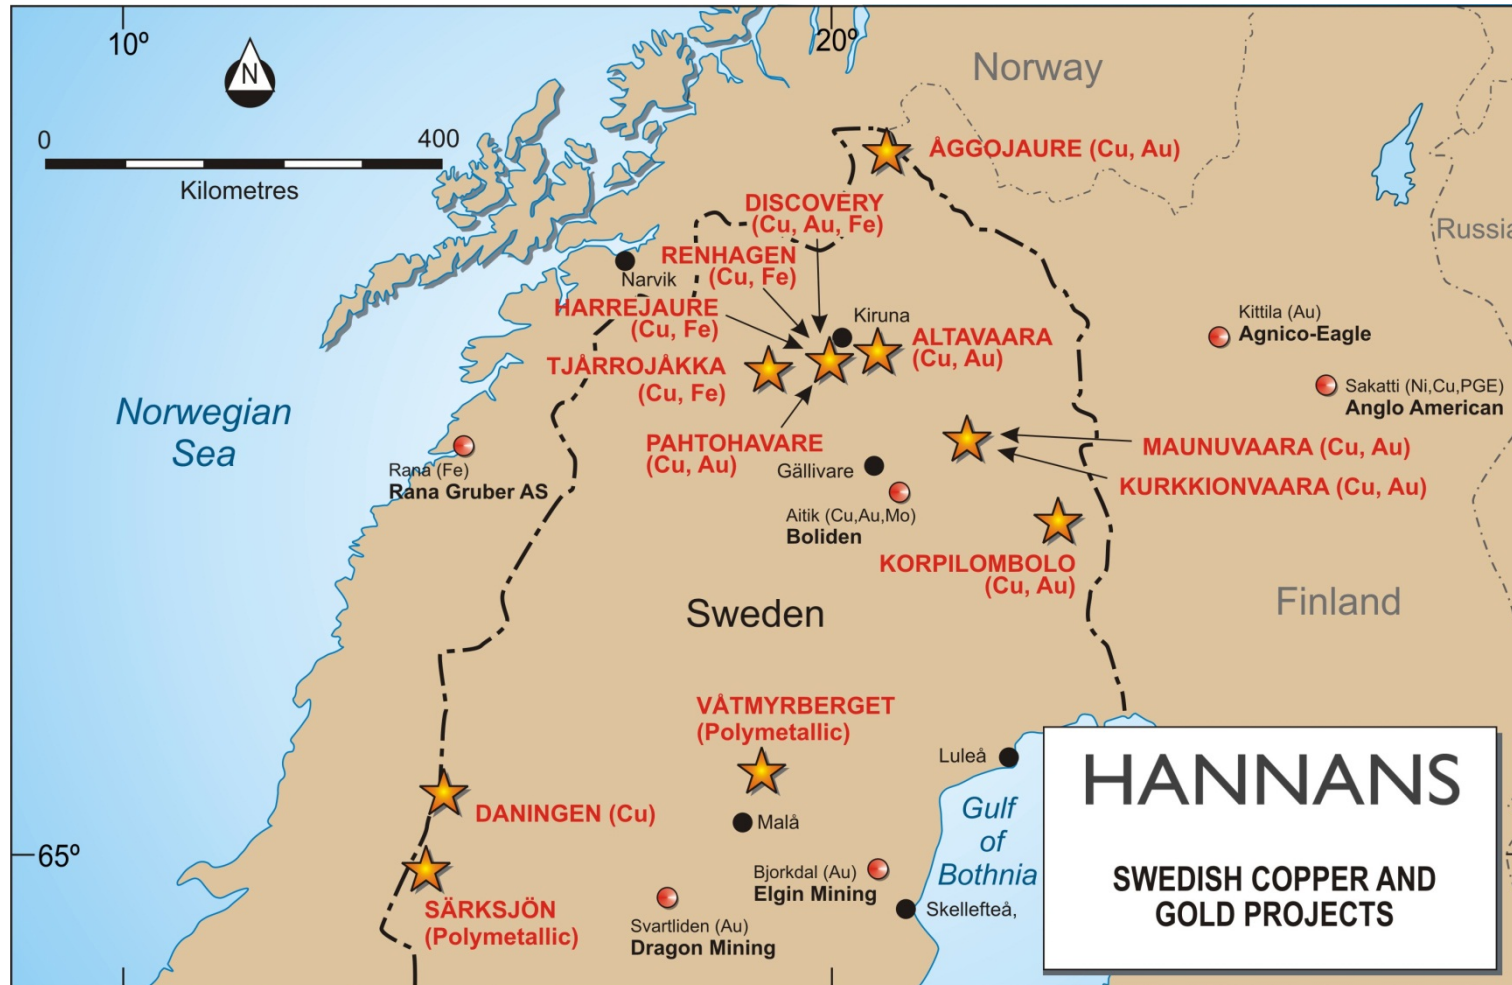 10º
20º
N
0 400
Kilometres
Norway
ÅGGOJAURE (Cu, Au)
DISCOVERY
(Cu, Au, Fe)
RENHAGEN
(Cu, Fe)
Russia
Narvik
HARREJAURE
(Cu, Fe)
Kiruna
Kittila (Au)
Agnico-Eagle
ALTAVAARA
(Cu, Au)
TJÅRROJÅKKA
(Cu, Fe)
Sakatti (Ni,Cu,PGE)
Anglo American
Norwegian
Sea
PAHTOHAVARE
(Cu, Au)
MAUNUVAARA (Cu, Au)
Rana (Fe)
Rana Gruber AS
Gällivare
KURKKIONVAARA (Cu, Au)
Aitik (Cu,Au,Mo)
Boliden
KORPILOMBOLO
(Cu, Au)
Sweden
Finland
VÅTMYRBERGET
(Polymetallic)
Luleå
DANINGEN (Cu)
Malå
Gulf
of
Bothnia
65º
Bjorkdal (Au)
Elgin Mining
SÄRKSJÖN
(Polymetallic)
Skellefteå,
Svartliden (Au)
Dragon Mining
HANNANS
SWEDISH COPPER AND
GOLD PROJECTS